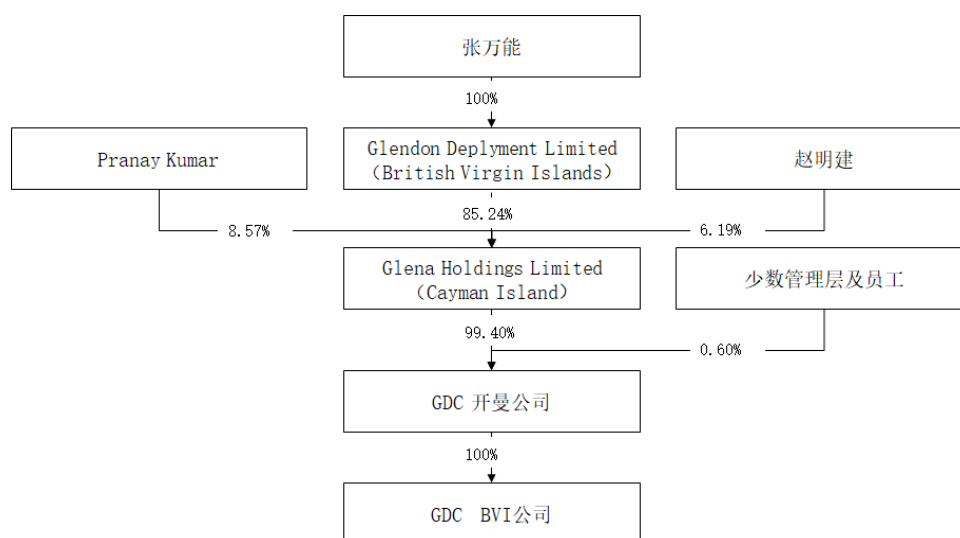 张万能
100%
Pranay Kumar
Glendon Deplyment Limited
（British Virgin Islands）
赵明建
85.24%
8.57%
6.19%
Glena Holdings Limited
（Cayman Island）
少数管理层及员工
99.40%
0.60%
GDC 开曼公司
100%
GDC BVI公司